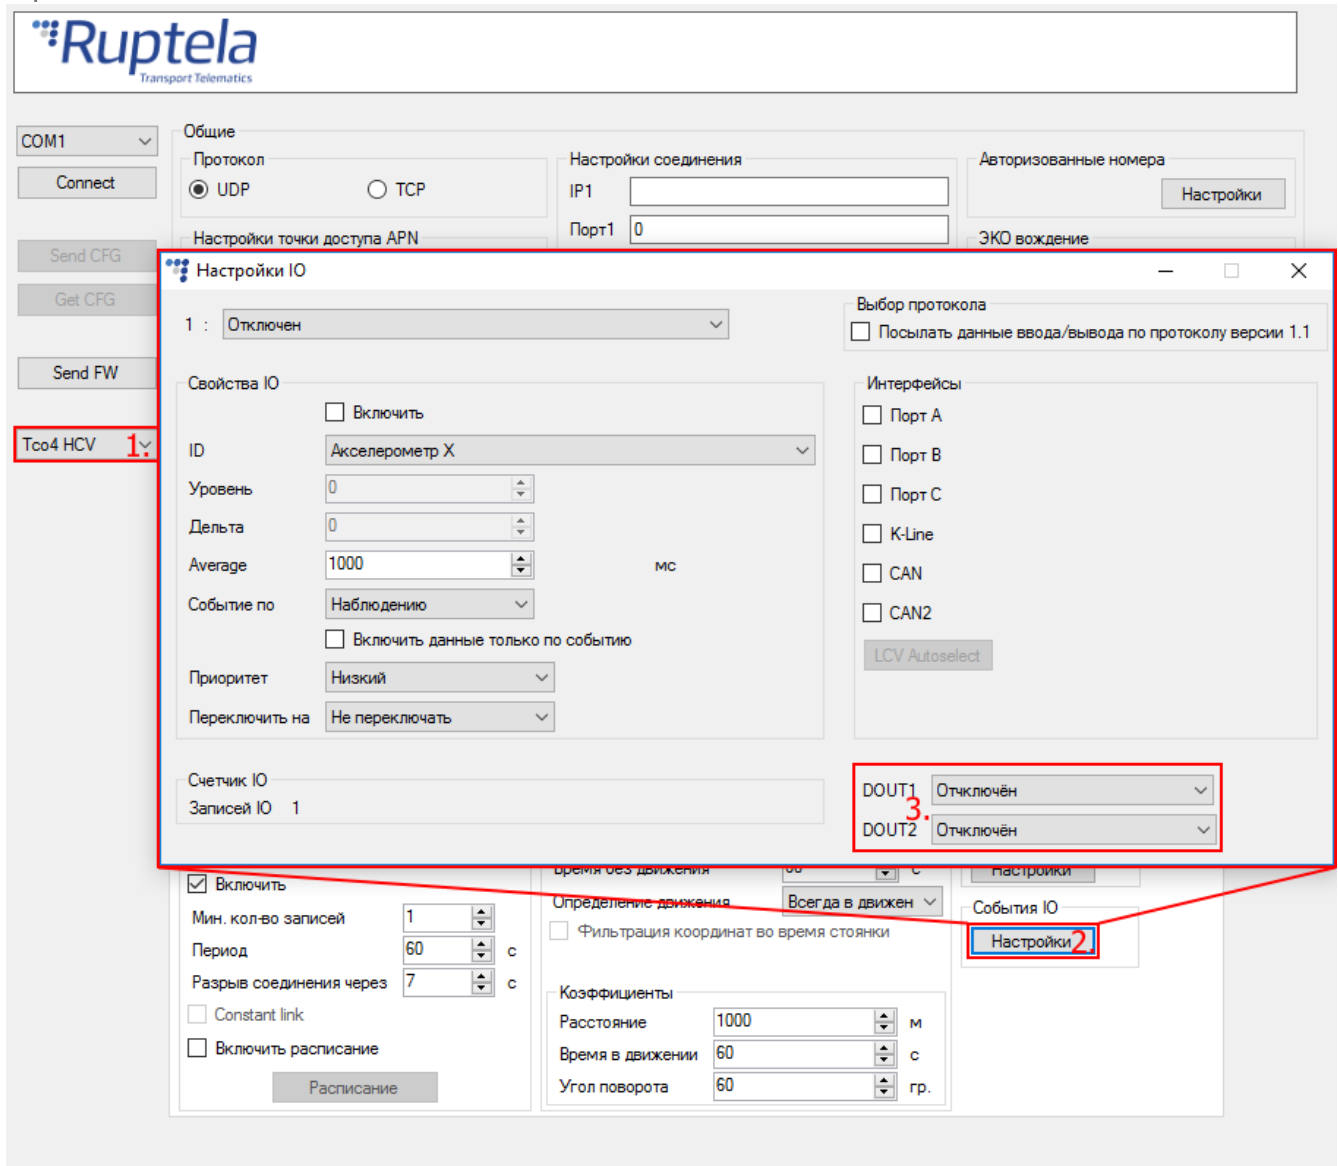 Ruptela
Transport Telematics
COM1
Connect
Send CFG
Get CFG
Send FW
Tco4 HCV 1.
Общие
Протокол
UDP TCP
Настройки точки доступа APN
Настройки соединения
IP1
Порт1 0
Авторизованные номера
Настройки
ЭКО вождение
Настройки IO
1 : Отключен
Выбор протокола
Посылать данные ввода/вывода по протоколу версии 1.1
Свойства IO
Включить
ID Акселерометр X
Уровень 0
Дельта 0
Average 1000 мс
Событие по Наблюдению
Включить данные только по событию
Приоритет Низкий
Переключить на Не переключать
Интерфейсы
Порт A
Порт B
Порт C
K-Line
CAN
CAN2
LCV Autoselect
Счетчик IO
Записей IO 1
DOUT1 Отчключён
3.
DOUT2 Отчключён
Включить
Мин. кол-во записей 1
Период 60 с
Разрыв соединения через 7 с
Constant link
Включить расписание
Расписание
Время без движения с
Определение движения Всегда в движен
Фильтрация координат во время стоянки
Коэффициенты
Расстояние 1000 м
Время в движении 60 с
Угол поворота 60 гр.
Настройки
События IO
Настройки 2.